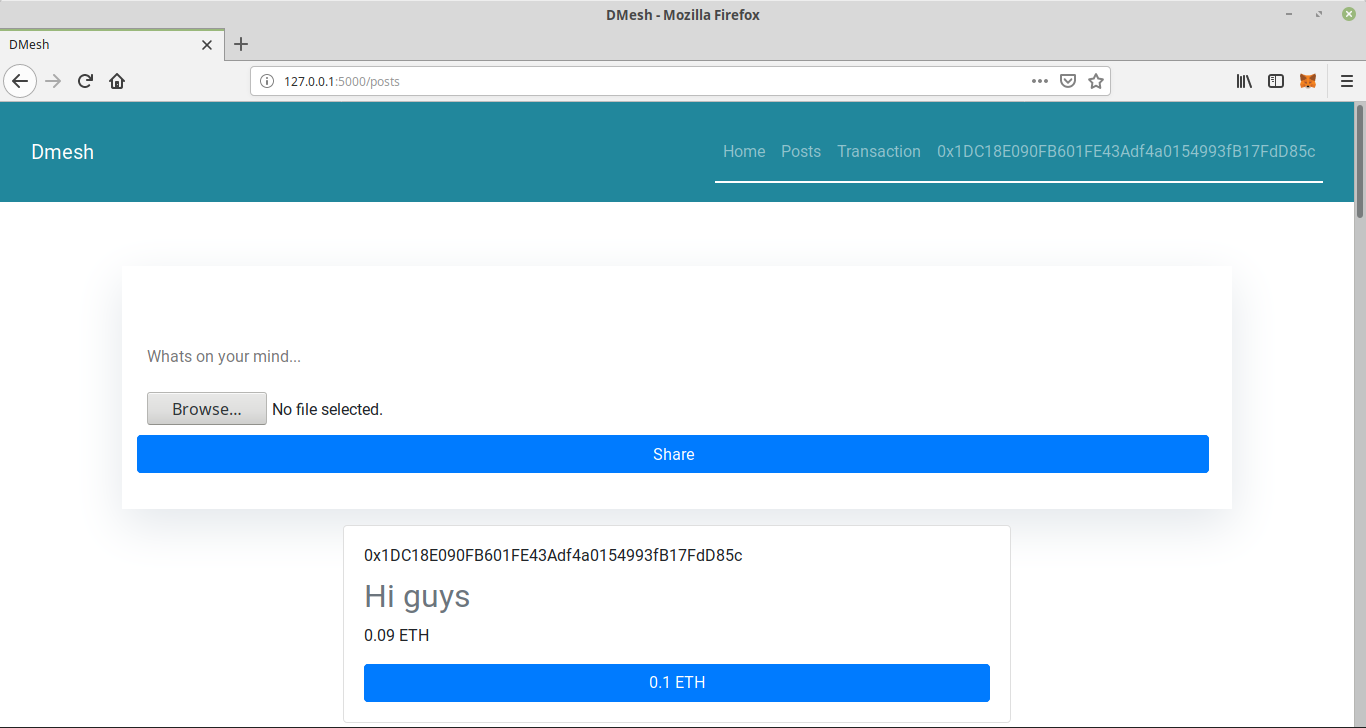 DMesh - Mozilla Firefox
DMesh
127.0.0.1:5000/posts
Dmesh
Home Posts Transaction 0x1DC18E090FB601FE43Adf4a0154993fB17FdD85c
Whats on your mind...
Browse... No file selected.
Share
0x1DC18E090FB601FE43Adf4a0154993fB17FdD85c
Hi guys
0.09 ETH
0.1 ETH